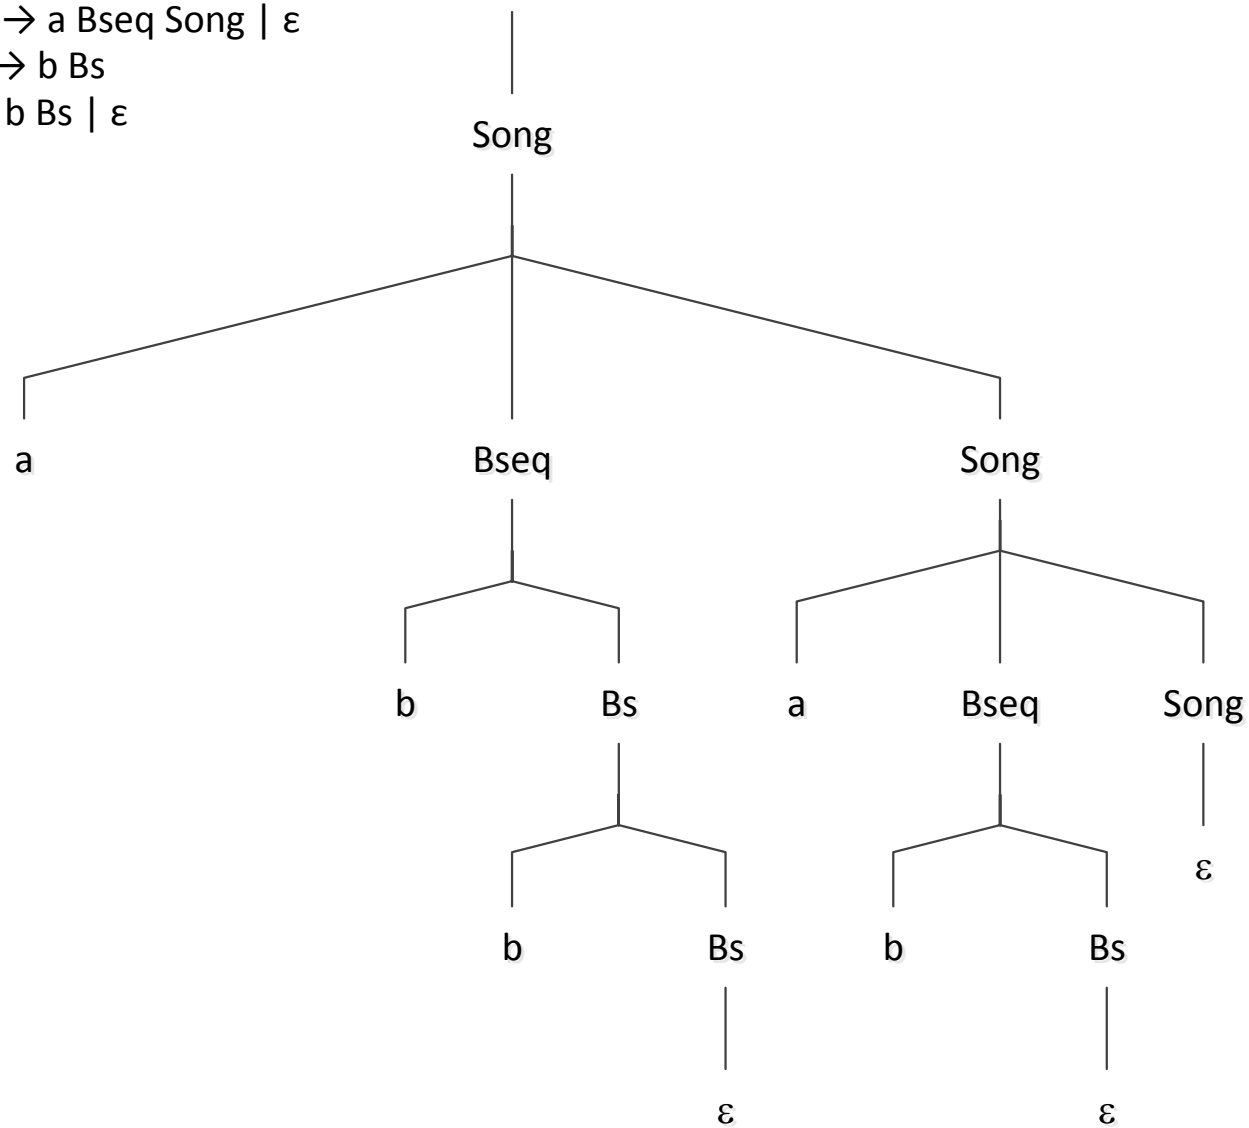 → a Bseq Song | ε
→ b Bs
b Bs | ε
Song
a Bseq Song
b Bs a Bseq Song
ε
b Bs b Bs
ε ε